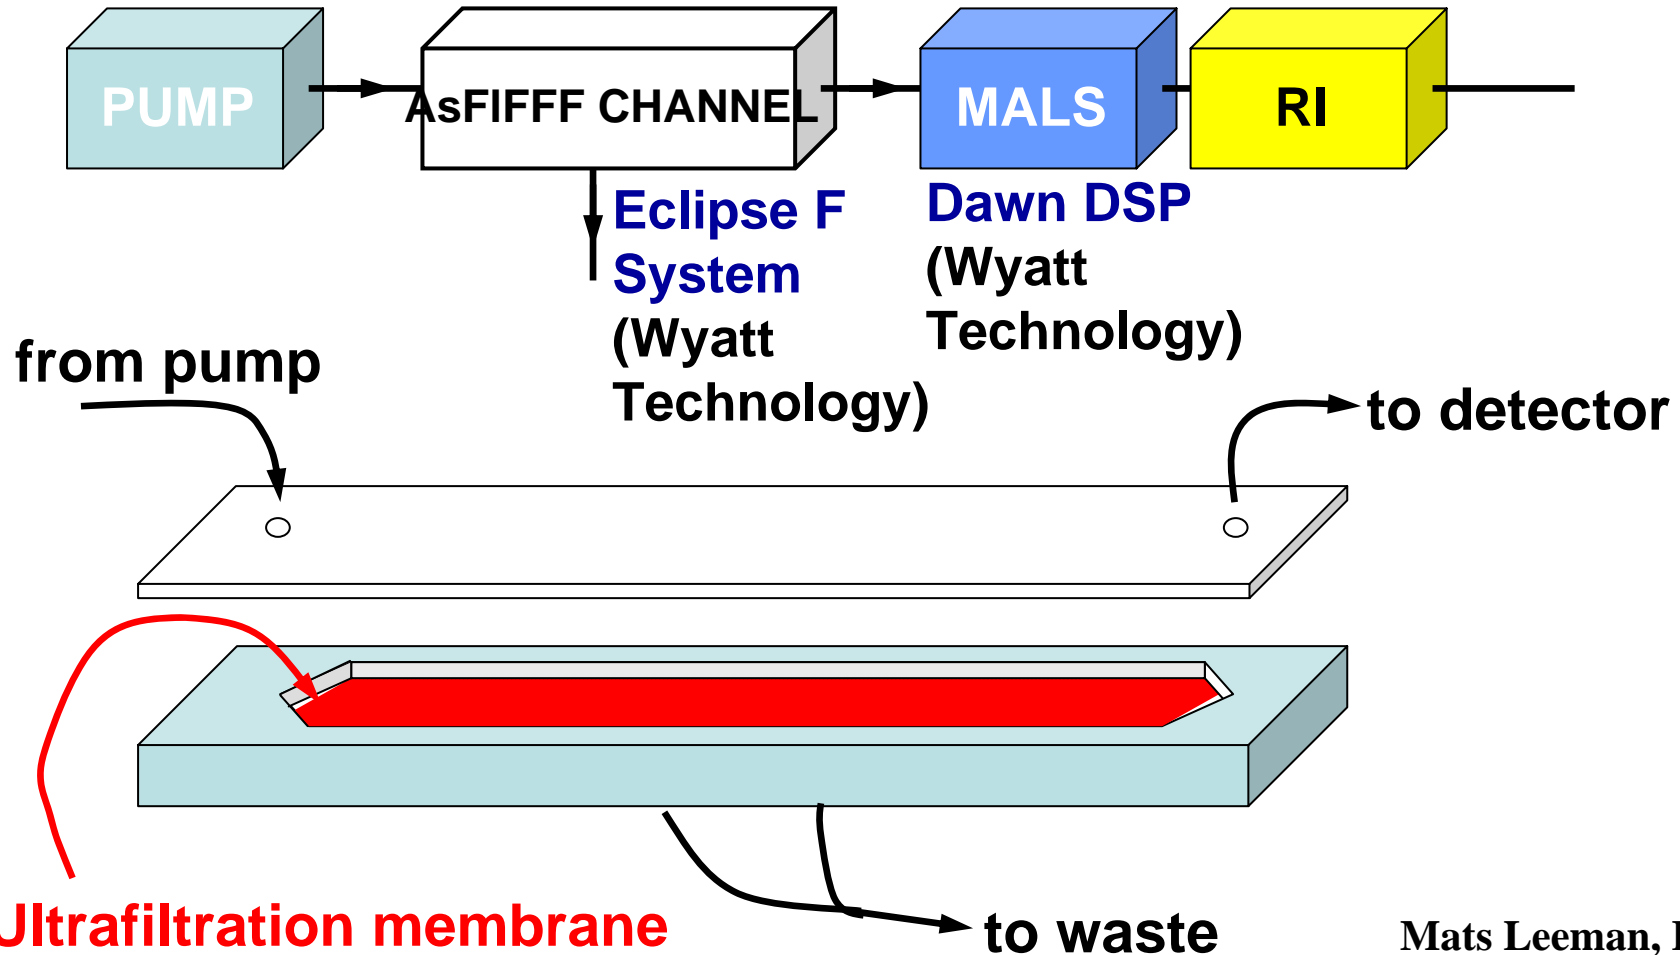 PUMP
AsFIFFF CHANNEL
MALS
RI
Eclipse F
System
(Wyatt
Technology)
Dawn DSP
(Wyatt
Technology)
from pump
to detector
Ultrafiltration membrane
to waste
Mats Leeman,